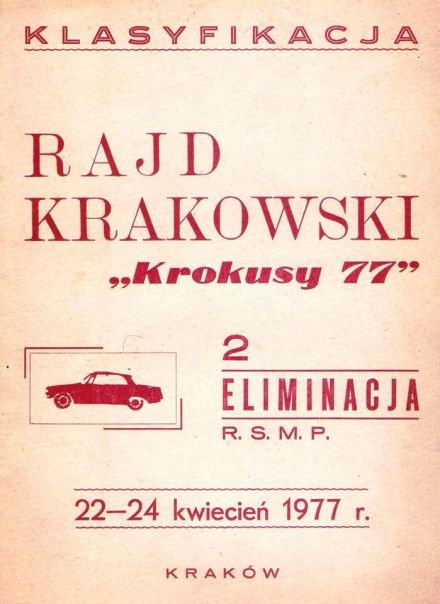 KLASYFIKACJA
RAJD
KRAKOWSKI
„Krokusy 77”
2
ELIMINACJA
R. S. M. P.
22—24 kwiecień 1977 r.
KRAKÓW